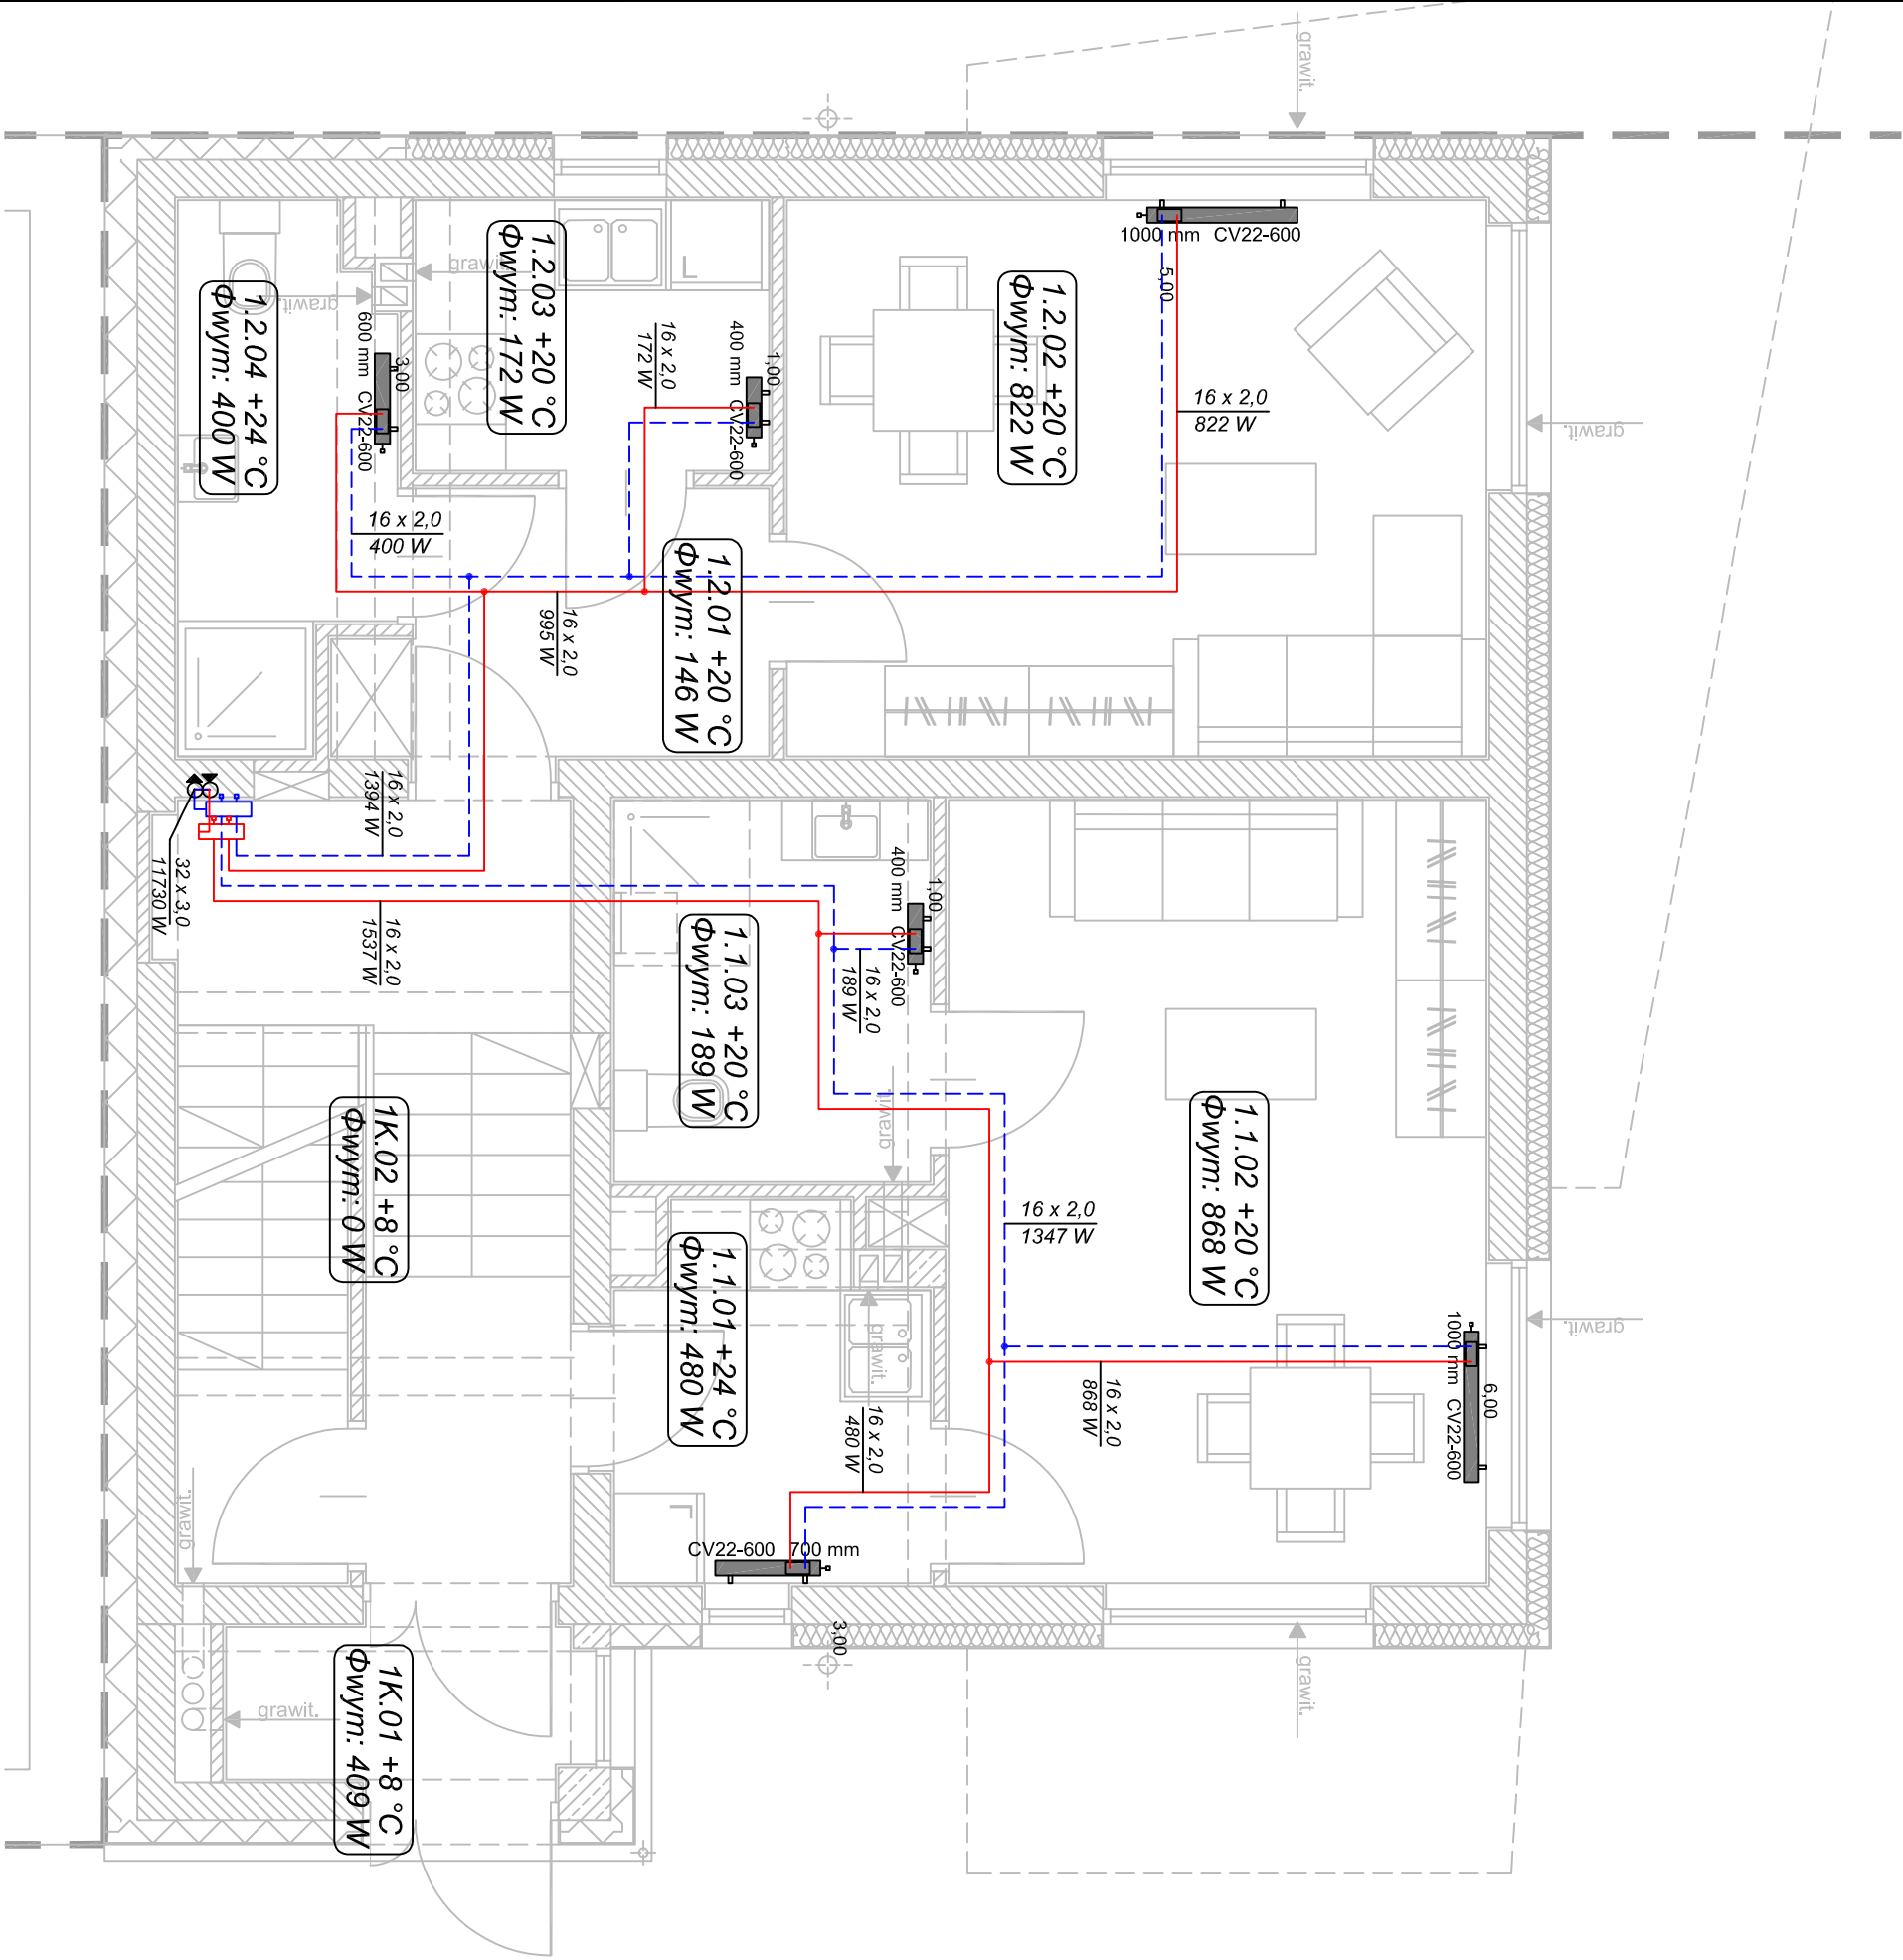 grawit.
1000 mm CV22-600
5,00
1.2.02 +20 °C
Φwym: 822 W
16 x 2,0
822 W
grawit.
1.2.03 +20 °C
Φwym: 172 W
grawit.
grawit.
1.2.04 +24 °C
Φwym: 400 W
600 mm CV22-600
3,00
16 x 2,0
172 W
400 mm CV22-600
1,00
16 x 2,0
400 W
1.2.01 +20 °C
Φwym: 146 W
16 x 2,0
995 W
16 x 2,0
1394 W
32 x 3,0
11730 W
16 x 2,0
1537 W
400 mm CV22-600
1,00
16 x 2,0
189 W
1.1.03 +20 °C
Φwym: 189 W
grawit.
1K.02 +8 °C
Φwym: 0 W
1.1.02 +20 °C
Φwym: 868 W
16 x 2,0
1347 W
1.1.01 +24 °C
Φwym: 480 W
grawit.
1000 mm CV22-600
6,00
grawit.
16 x 2,0
868 W
16 x 2,0
480 W
grawit.
CV22-600 700 mm
3,00
grawit.
1K.01 +8 °C
Φwym: 409 W
grawit.